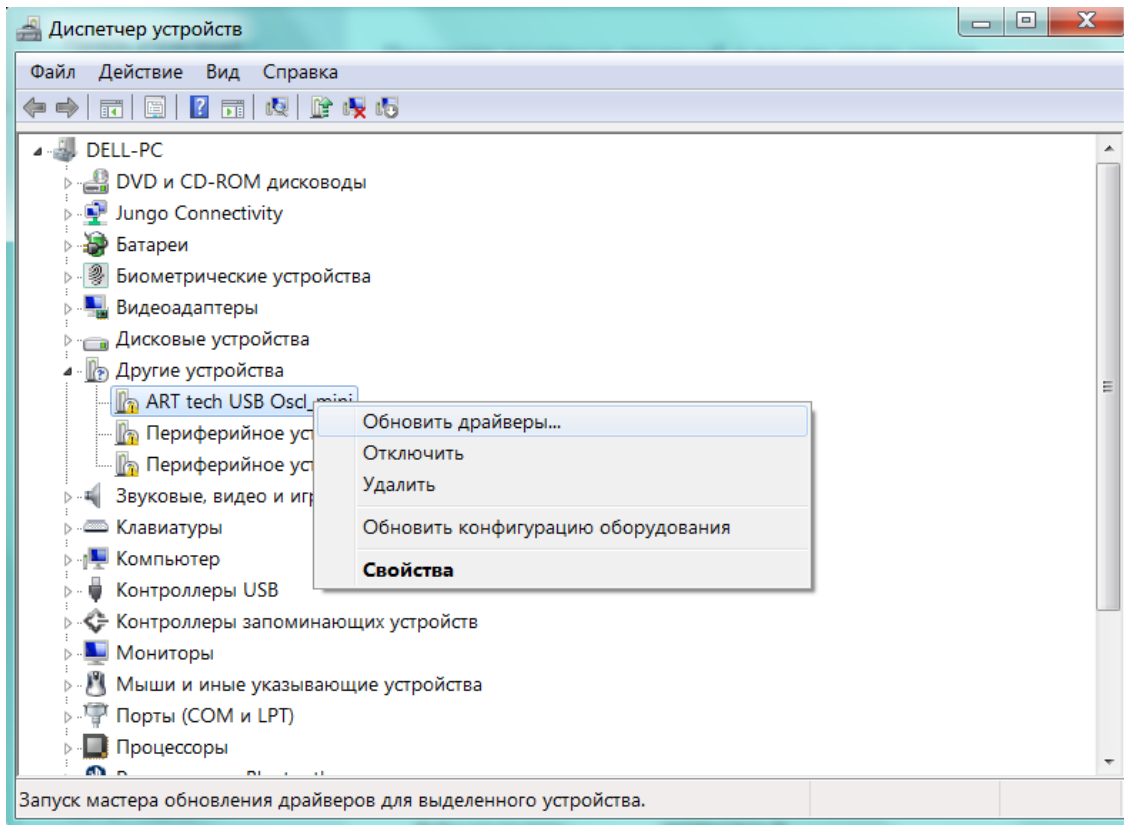 Диспетчер устройств
Файл Действие Вид Справка
DELL-PC
DVD и CD-ROM дисководы
Jungo Connectivity
Батареи
Биометрические устройства
Видеоадаптеры
Дисковые устройства
Другие устройства
ART tech USB Oscl_mini
Обновить драйверы...
Периферийное
Отключить
Периферийное
Удалить
Звуковые, видео и
Клавиатуры
Обновить конфигурацию оборудования
Компьютер
Свойства
Контроллеры USB
Контроллеры запоминающих устройств
Мониторы
Мыши и иные указывающие устройства
Порты (COM и LPT)
Процессоры
Запуск мастера обновления драйверов для выделенного устройства.